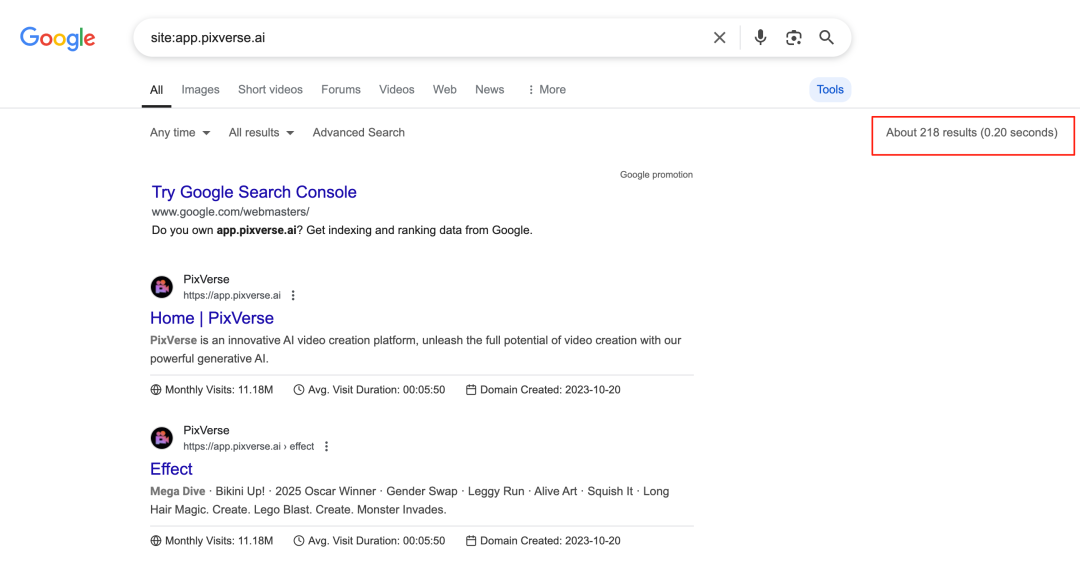 Google
site:app.pixverse.ai
All Images Short videos Forums Videos Web News More Tools
Any time All results Advanced Search About 218 results (0.20 seconds)
Google promotion
Try Google Search Console
www.google.com/webmasters/
Do you own app.pixverse.ai? Get indexing and ranking data from Google.
PixVerse
https://app.pixverse.ai
Home | PixVerse
PixVerse is an innovative AI video creation platform, unleash the full potential of video creation with our
powerful generative AI.
Monthly Visits: 11.18M Avg. Visit Duration: 00:05:50 Domain Created: 2023-10-20
PixVerse
https://app.pixverse.ai › effect
Effect
Mega Dive · Bikini Up! · 2025 Oscar Winner · Gender Swap · Leggy Run · Alive Art · Squish It · Long
Hair Magic. Create. Lego Blast. Create. Monster Invades.
Monthly Visits: 11.18M Avg. Visit Duration: 00:05:50 Domain Created: 2023-10-20